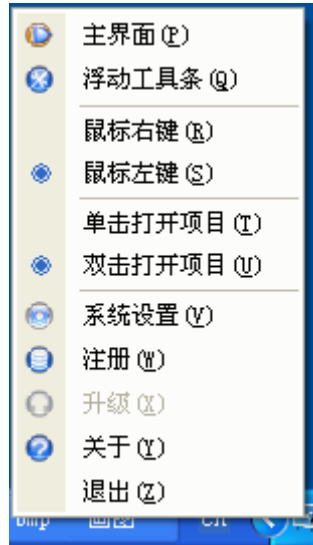 主界面(P)
浮动工具条(Q)
鼠标右键(R)
鼠标左键(S)
单击打开项目(T)
双击打开项目(U)
系统设置(V)
注册(W)
升级(X)
关于(Y)
退出(Z)